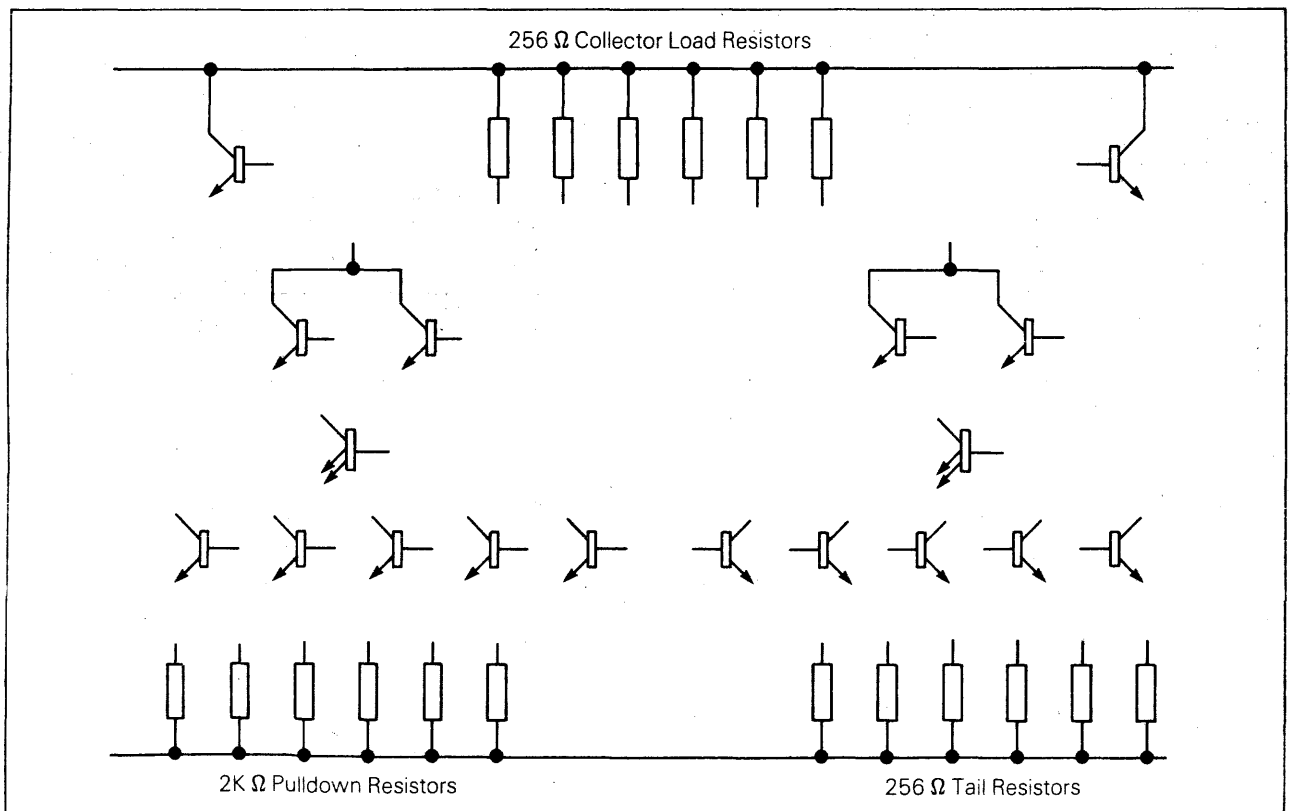 256 Ω Collector Load Resistors
2K Ω Pulldown Resistors
256 Ω Tail Resistors